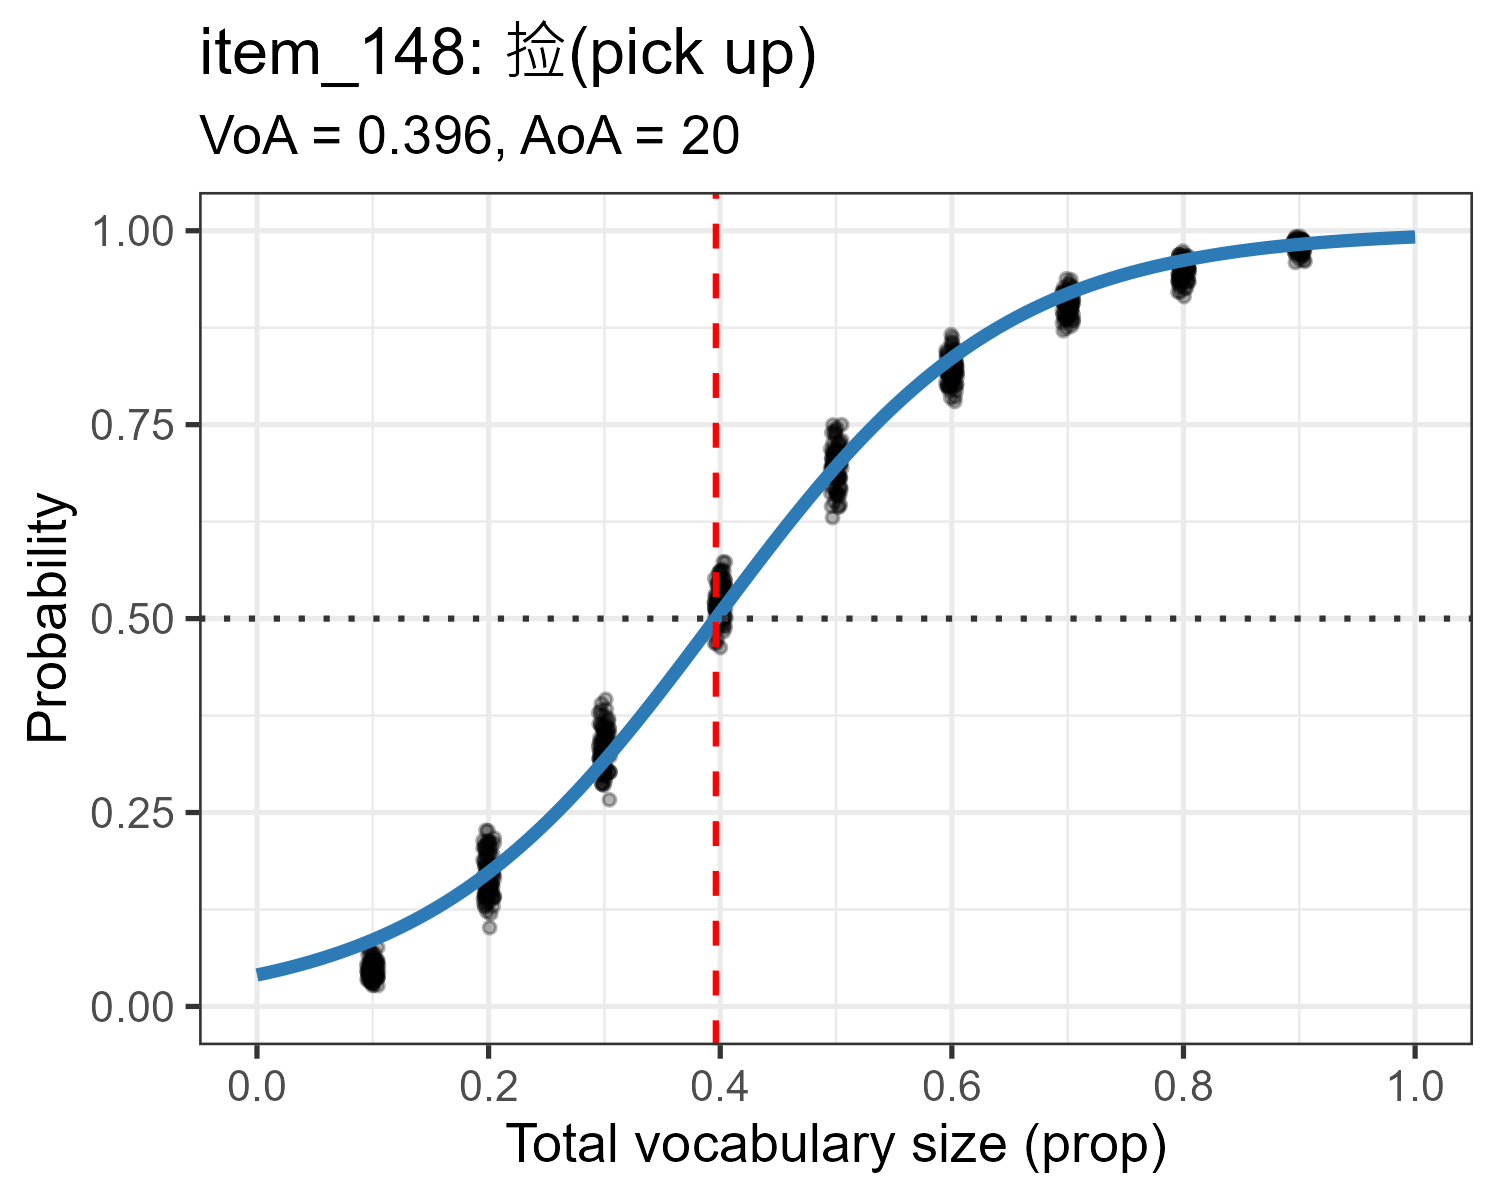 item_148: 捡(pick up)
VoA = 0.396, AoA = 20
1.00
0.75
0.50
0.25
0.00
Probability
0.0 0.2 0.4 0.6 0.8 1.0
Total vocabulary size (prop)